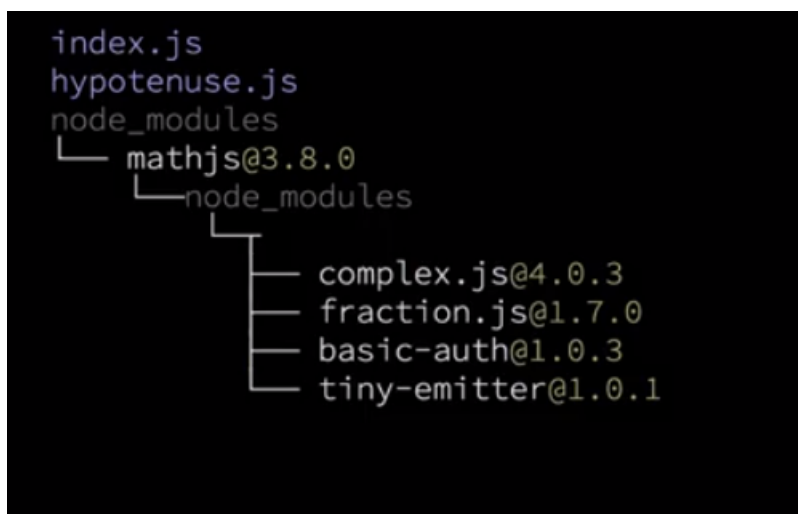 index.js
hypotenuse.js
node_modules
mathjs@3.8.0
node_modules
complex.js@4.0.3
fraction.js@1.7.0
basic-auth@1.0.3
tiny-emitter@1.0.1